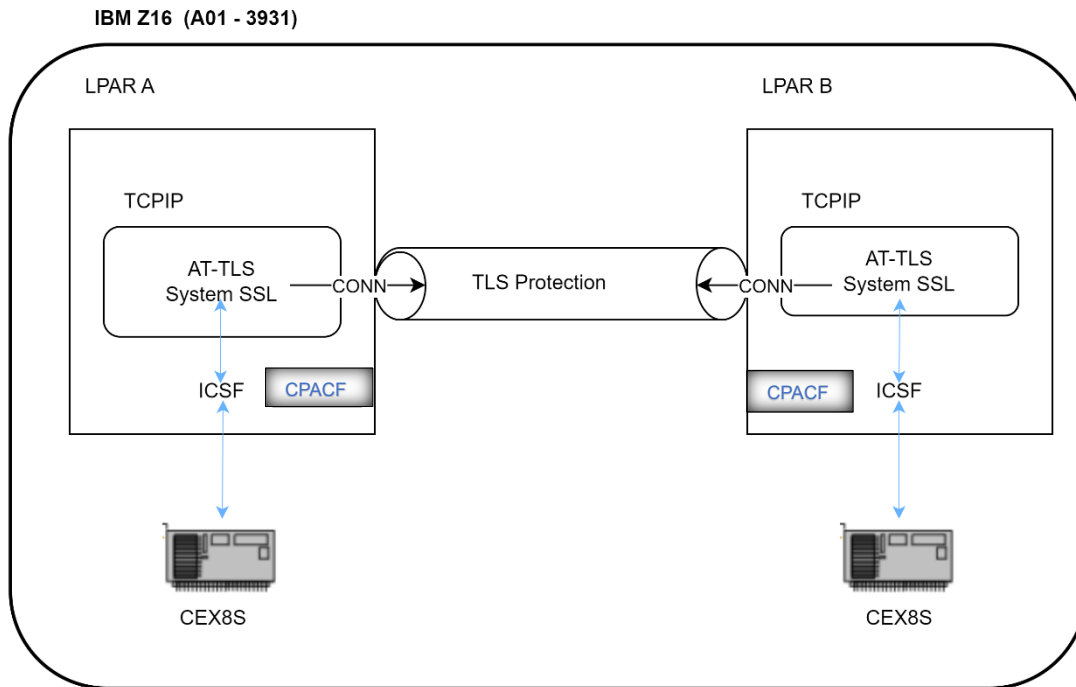 IBM Z16  (A01 - 3931)
LPAR A
LPAR B
TCPIP
TCPIP
AT-TLS
System SSL
CONN
TLS Protection
CONN
AT-TLS
System SSL
ICSF
CPACF
CPACF
ICSF
CEX8S
CEX8S